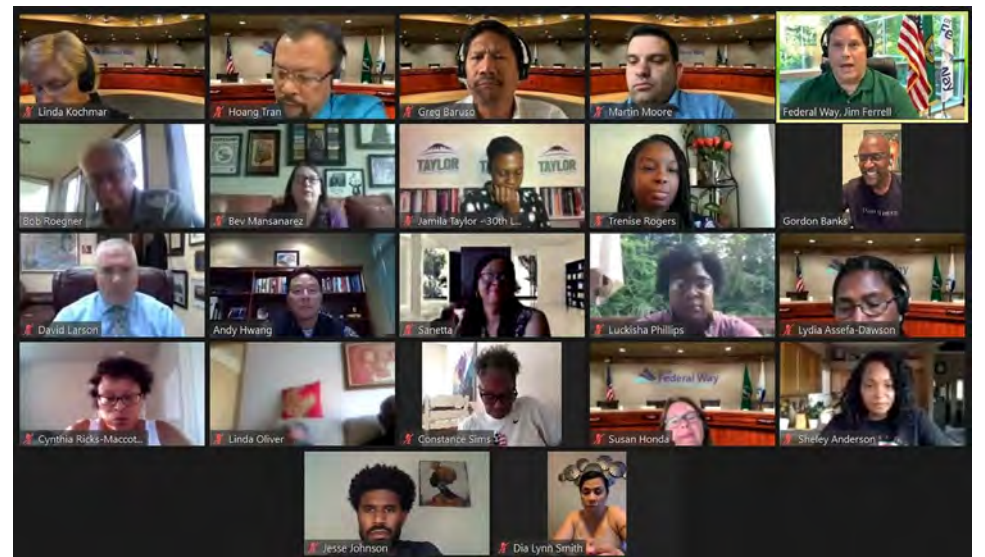 Linda Kochmar
Hoang Tran
Greg Baruso
Martin Moore
Federal Way, Jim Ferrell
Bob Roegner
Bev Mansanarez
TAYLOR
TAYLOR
Jamila Taylor ~30th L...
Trenise Rogers
Gordon Banks
David Larson
Andy Hwang
Sanetta
Luckisha Phillips
Lydia Assefa-Dawson
Cynthia Ricks-Maccot...
Linda Oliver
Constance Sims
Federal Way
Susan Honda
Sheley Anderson
Jesse Johnson
Dia Lynn Smith